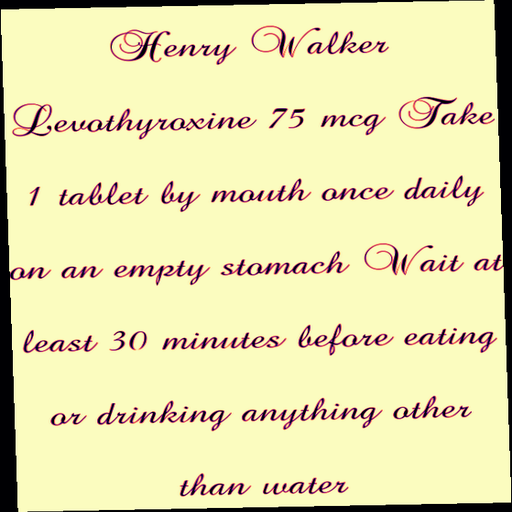 Henry Walker
Levothyroxine 75 mcg Take
1 tablet by mouth once daily
on an empty stomach Wait at
least 30 minutes before eating
or drinking anything other
than water